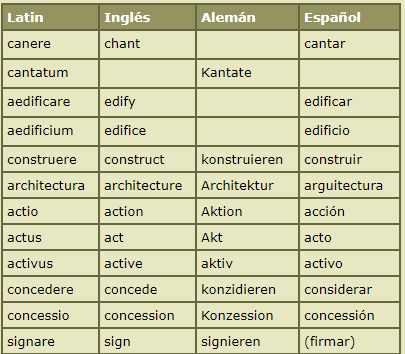 Latin Inglés Alemán Español
canere chant cantar
cantatum Kantate
aedificare edify edificar
aedificium edifice edificio
construere construct konstruieren construir
architectura architecture Architektur arguitectura
actio action Aktion acción
actus act Akt acto
activus active aktiv activo
concedere concede konzidieren considerar
concessio concession Konzession concessión
signare sign signieren (firmar)